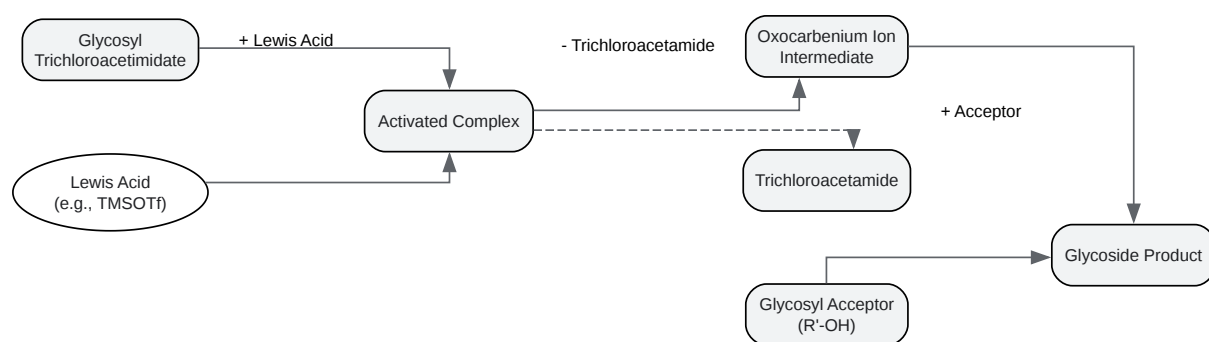 Glycosyl
Trichloroacetimidate
+ Lewis Acid
- Trichloroacetamide
Oxocarbenium Ion
Intermediate
Activated Complex
+ Acceptor
Lewis Acid
(e.g., TMSOTf)
Trichloroacetamide
Glycoside Product
Glycosyl Acceptor
(R'-OH)